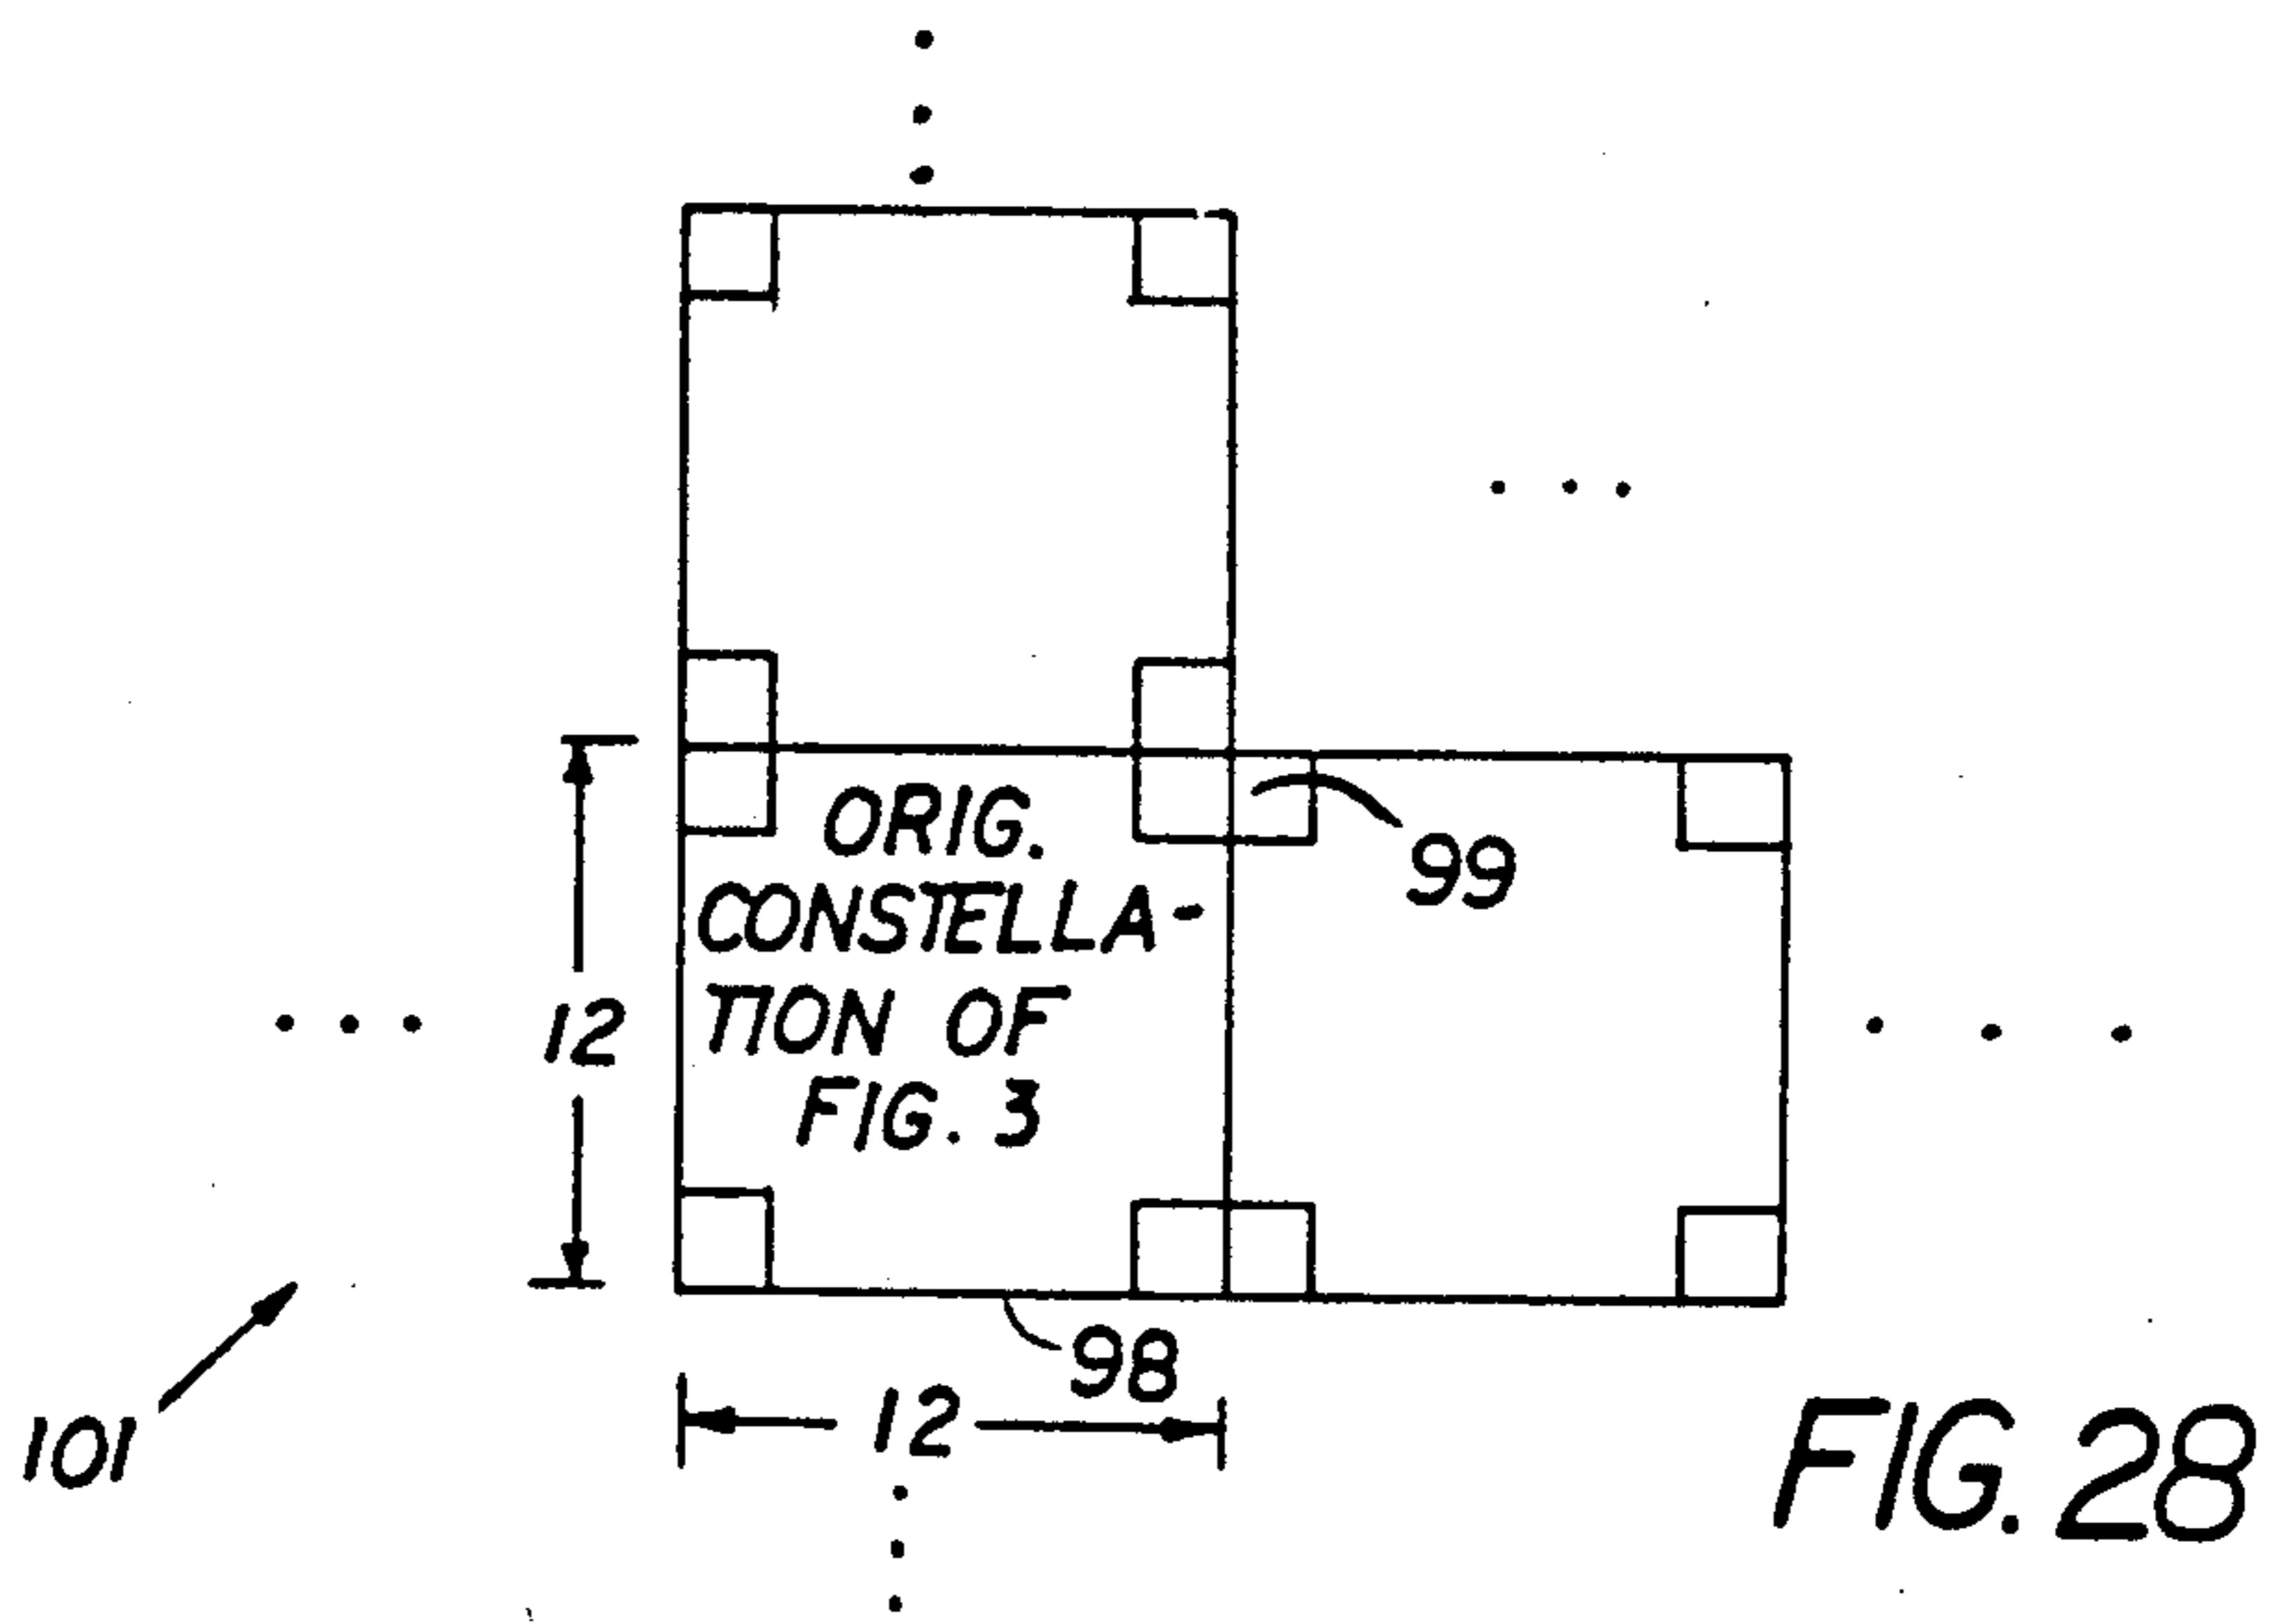 ORIG.
CONSTELLA-
TION OF
FIG. 3
99
12
98
12
101
FIG. 28